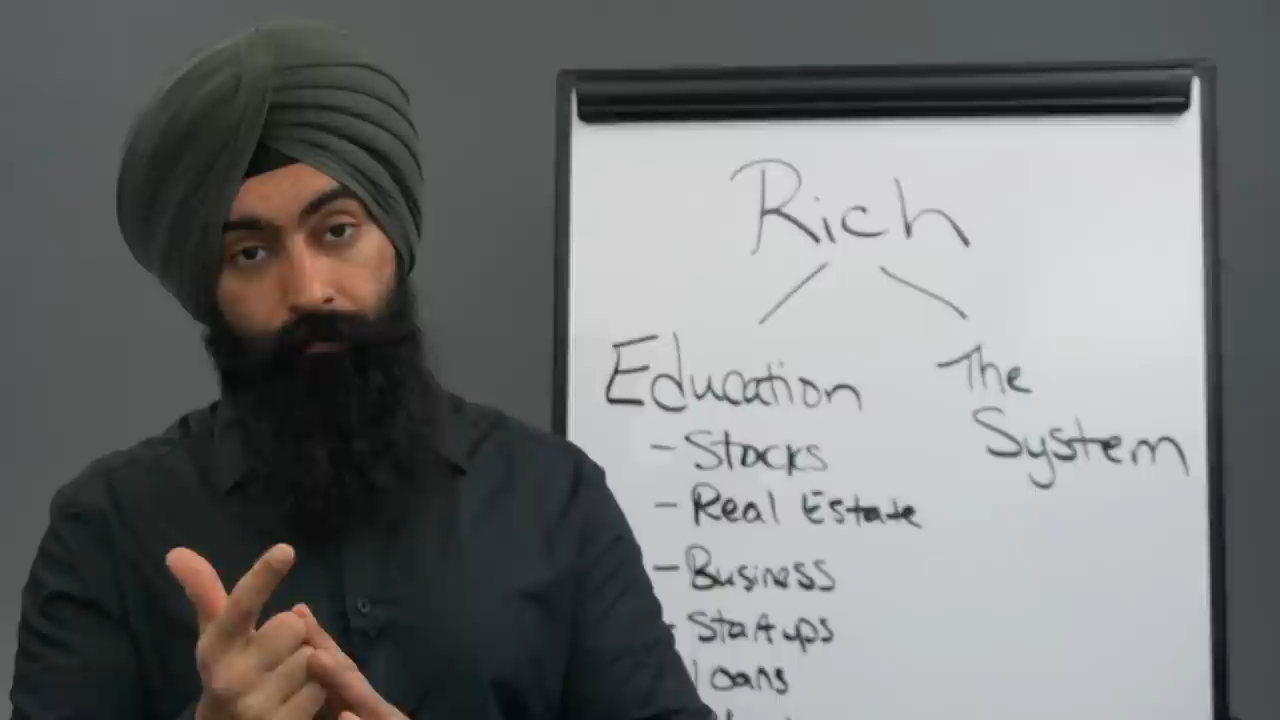 Rich
Education
The
System
- Stocks
- Real Estate
- Business
- Startups
Loans